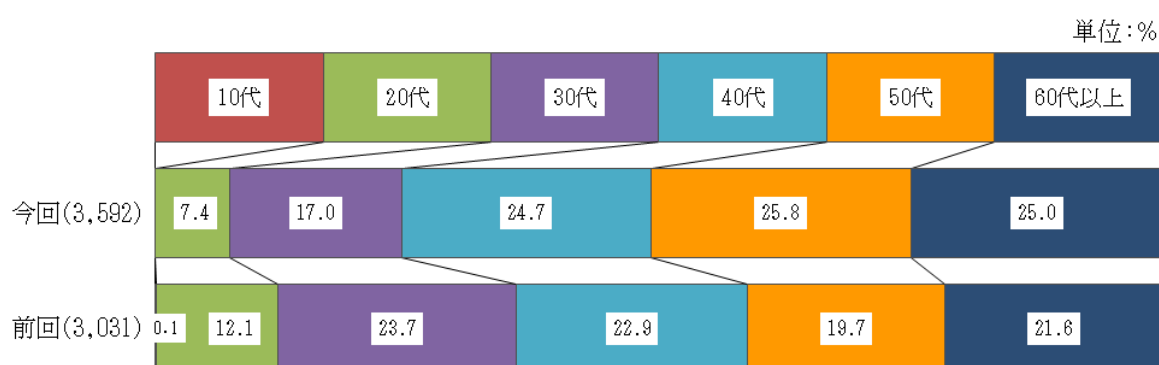 単位：%
10代 20代 30代 40代 50代 60代以上
今回(3,592) 7.4 17.0 24.7 25.8 25.0
前回(3,031) 0.1 12.1 23.7 22.9 19.7 21.6